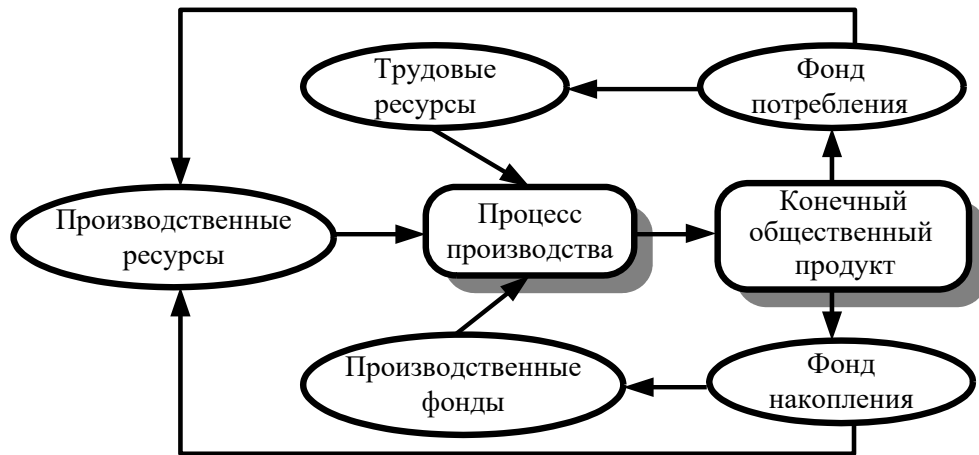 Трудовые
ресурсы
Фонд
потребления
Производственные
ресурсы
Процесс
производства
Конечный
общественный
продукт
Производственные
фонды
Фонд
накопления